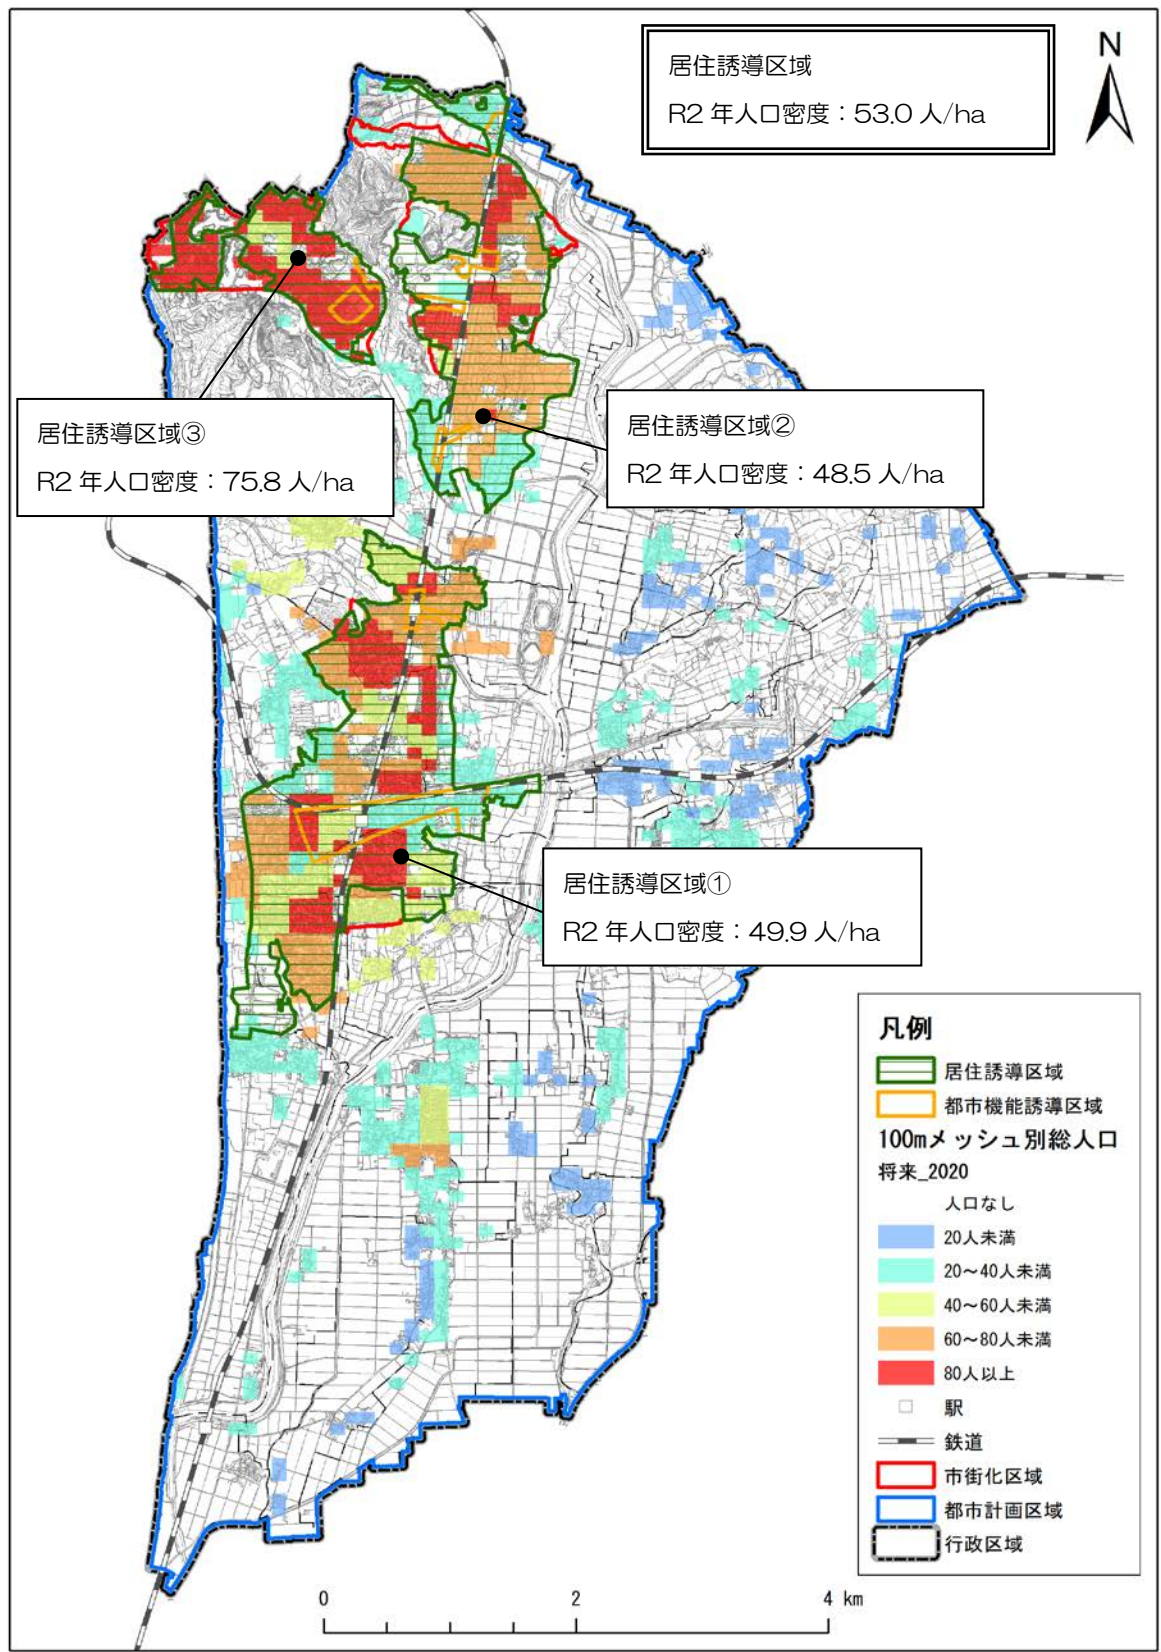 居住誘導区域
R2 年人口密度：53.0 人/ha
N
居住誘導区域③
R2 年人口密度：75.8 人/ha
居住誘導区域②
R2 年人口密度：48.5 人/ha
居住誘導区域①
R2 年人口密度：49.9 人/ha
凡例
居住誘導区域
都市機能誘導区域
100mメッシュ別総人口
将来_2020
人口なし
20人未満
20～40人未満
40～60人未満
60～80人未満
80人以上
駅
鉄道
市街化区域
都市計画区域
行政区域
0 2 4 km